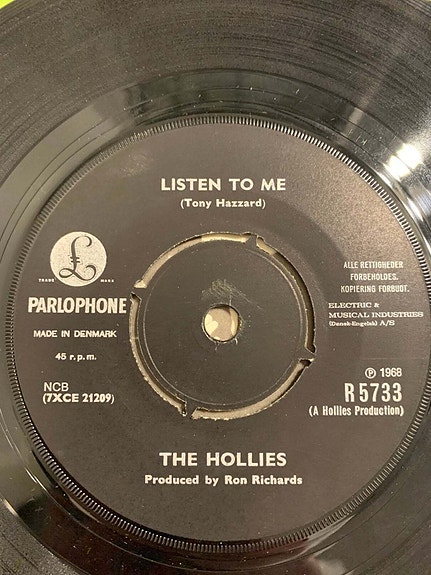 LISTEN TO ME
(Tony Hazzard)
£
TRADE MARK
PARLOPHONE
MADE IN DENMARK
45 r.p.m.
NCB
(7XCE 21209)
ALLE RETTIGHEDER
FORBEHOLDES.
KOPIERING FORBUDT.
ELECTRIC &
MUSICAL INDUSTRIES
(Dansk-Engelsk) A/S
℗ 1968
R 5733
(A Hollies Production)
THE HOLLIES
Produced by Ron Richards